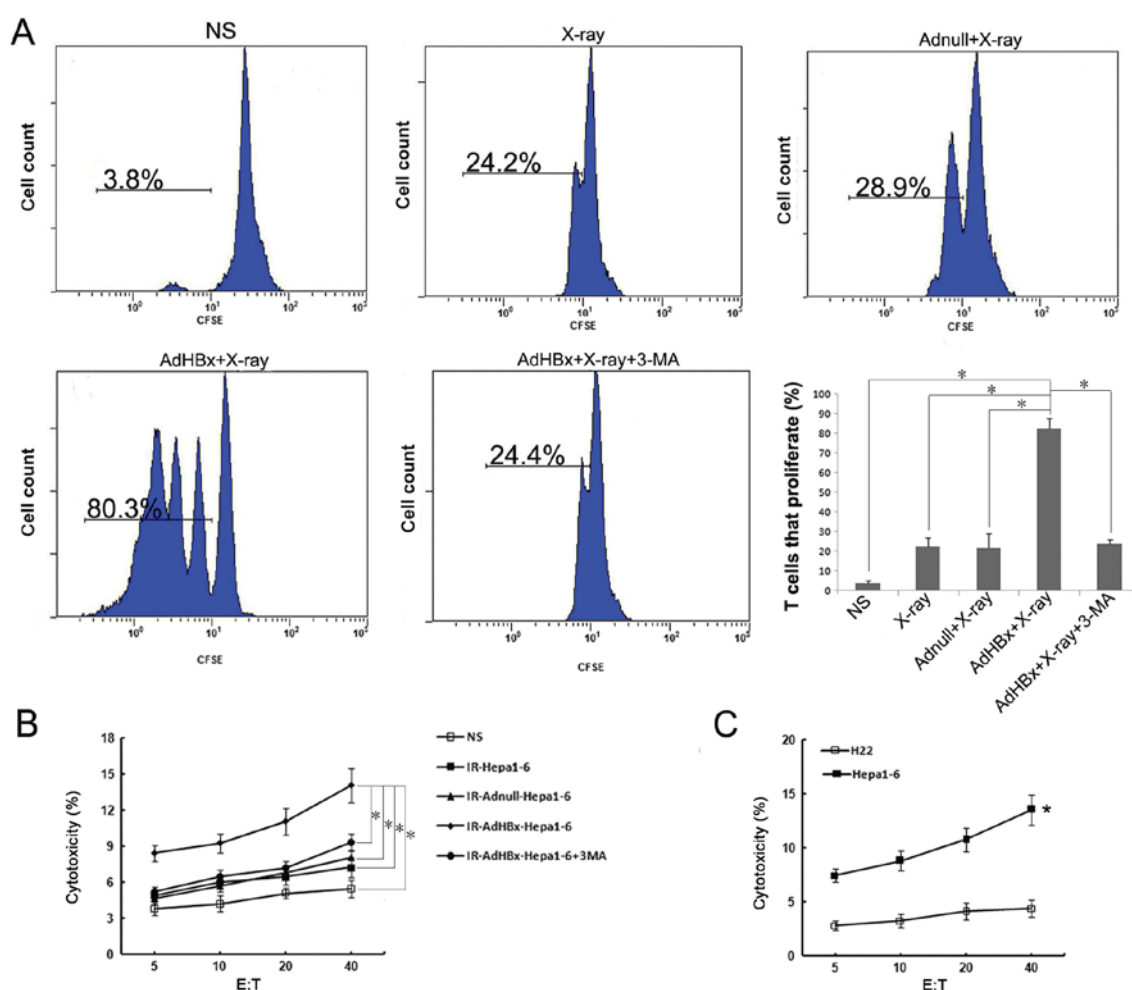 A
NS
Cell count
3.8%
10⁰ 10¹ 10² 10³
CFSE
X-ray
Cell count
24.2%
10⁰ 10¹ 10² 10³
CFSE
Adnull+X-ray
Cell count
28.9%
10⁰ 10¹ 10² 10³
CFSE
AdHBx+X-ray
Cell count
80.3%
10⁰ 10¹ 10² 10³
CFSE
AdHBx+X-ray+3-MA
Cell count
24.4%
10⁰ 10¹ 10² 10³
CFSE
T cells that proliferate (%)
100
90
80
70
60
50
40
30
20
10
0
* * * *
NS
X-ray
Adnull+X-ray
AdHBx+X-ray
AdHBx+X-ray+3-MA
B
Cytotoxicity (%)
18
15
12
9
6
3
0
5 10 20 40
E:T
NS
IR-Hepa1-6
IR-Adnull-Hepa1-6
IR-AdHBx-Hepa1-6
IR-AdHBx-Hepa1-6+3MA
* * * *
C
Cytotoxicity (%)
20
15
10
5
0
5 10 20 40
E:T
H22
Hepa1-6
*